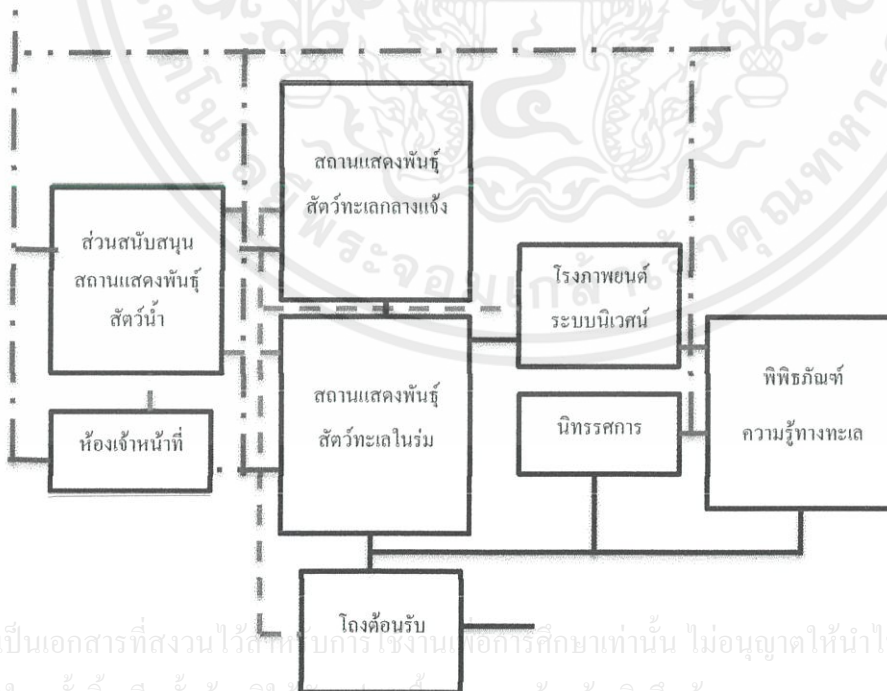 สถานแสดงพันธุ์
สัตว์ทะเลกลางแจ้ง
ส่วนสนับสนุน
สถานแสดงพันธุ์
สัตว์น้ำ
โรงภาพยนต์
ระบบนิเวศน์
พิพิธภัณฑ์
ความรู้ทางทะเล
สถานแสดงพันธุ์
สัตว์ทะเลในร่ม
นิทรรศการ
ห้องเจ้าหน้าที่
โถงต้อนรับ
เป็นเอกสารที่สงวนไว้สำหรับการใช้งานเพื่อการศึกษาเท่านั้น ไม่อนุญาตให้นำไ